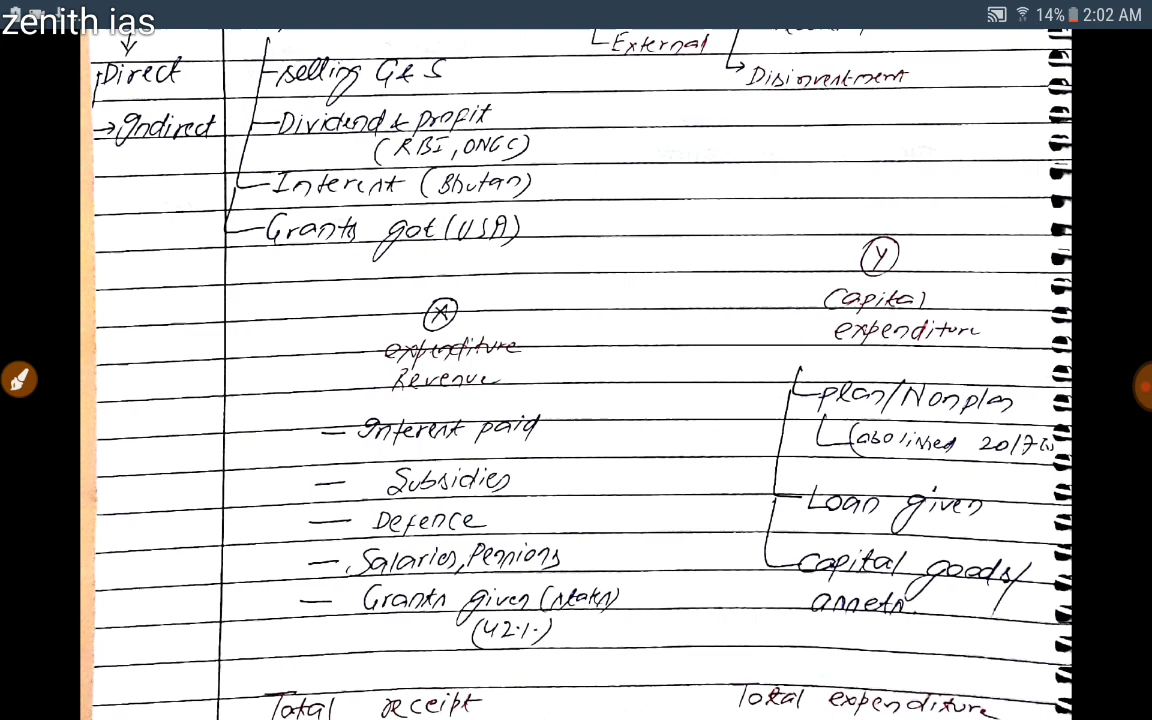 zenith ias
14% 2:02 AM
External
Disinvestment
Direct
selling G & S
Indirect
Dividend & profit
(RBI, ONGC)
Interest (Bhutan)
Grants got (USA)
Y
Capital
expenditure
X
expenditure
Revenue
Plan/Nonplan
Interest paid
(abolished 2017
Subsidies
Loan given
Defence
Salaries, Pensions
capital goods/
assets.
Grants given (states)
(42%)
Total receipt
Total expenditure